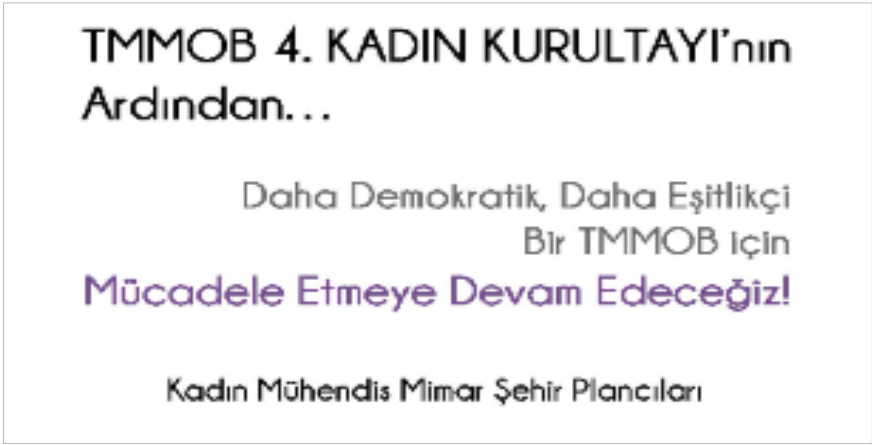 TMMOB 4. KADIN KURULTAYI'nın
Ardından...
Daha Demokratik, Daha Eşitlikçi
Bir TMMOB için
Mücadele Etmeye Devam Edeceğiz!
Kadın Mühendis Mimar Şehir Plancıları